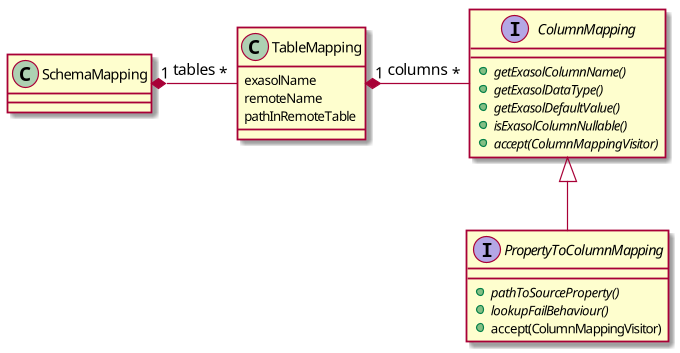 C SchemaMapping
1 tables *
C TableMapping
exasolName
remoteName
pathInRemoteTable
1 columns *
I ColumnMapping
getExasolColumnName()
getExasolDataType()
getExasolDefaultValue()
isExasolColumnNullable()
accept(ColumnMappingVisitor)
I PropertyToColumnMapping
pathToSourceProperty()
lookupFailBehaviour()
accept(ColumnMappingVisitor)